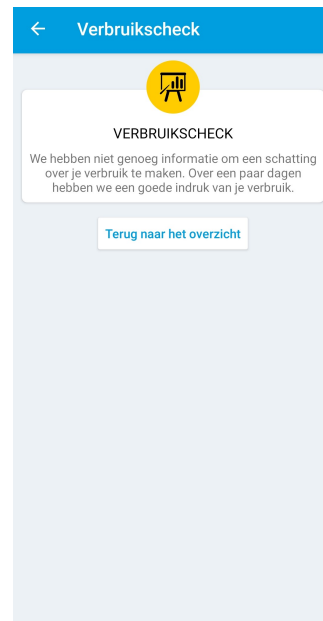 Verbruikscheck
VERBRUIKSCHECK
We hebben niet genoeg informatie om een schatting
over je verbruik te maken. Over een paar dagen
hebben we een goede indruk van je verbruik.
Terug naar het overzicht